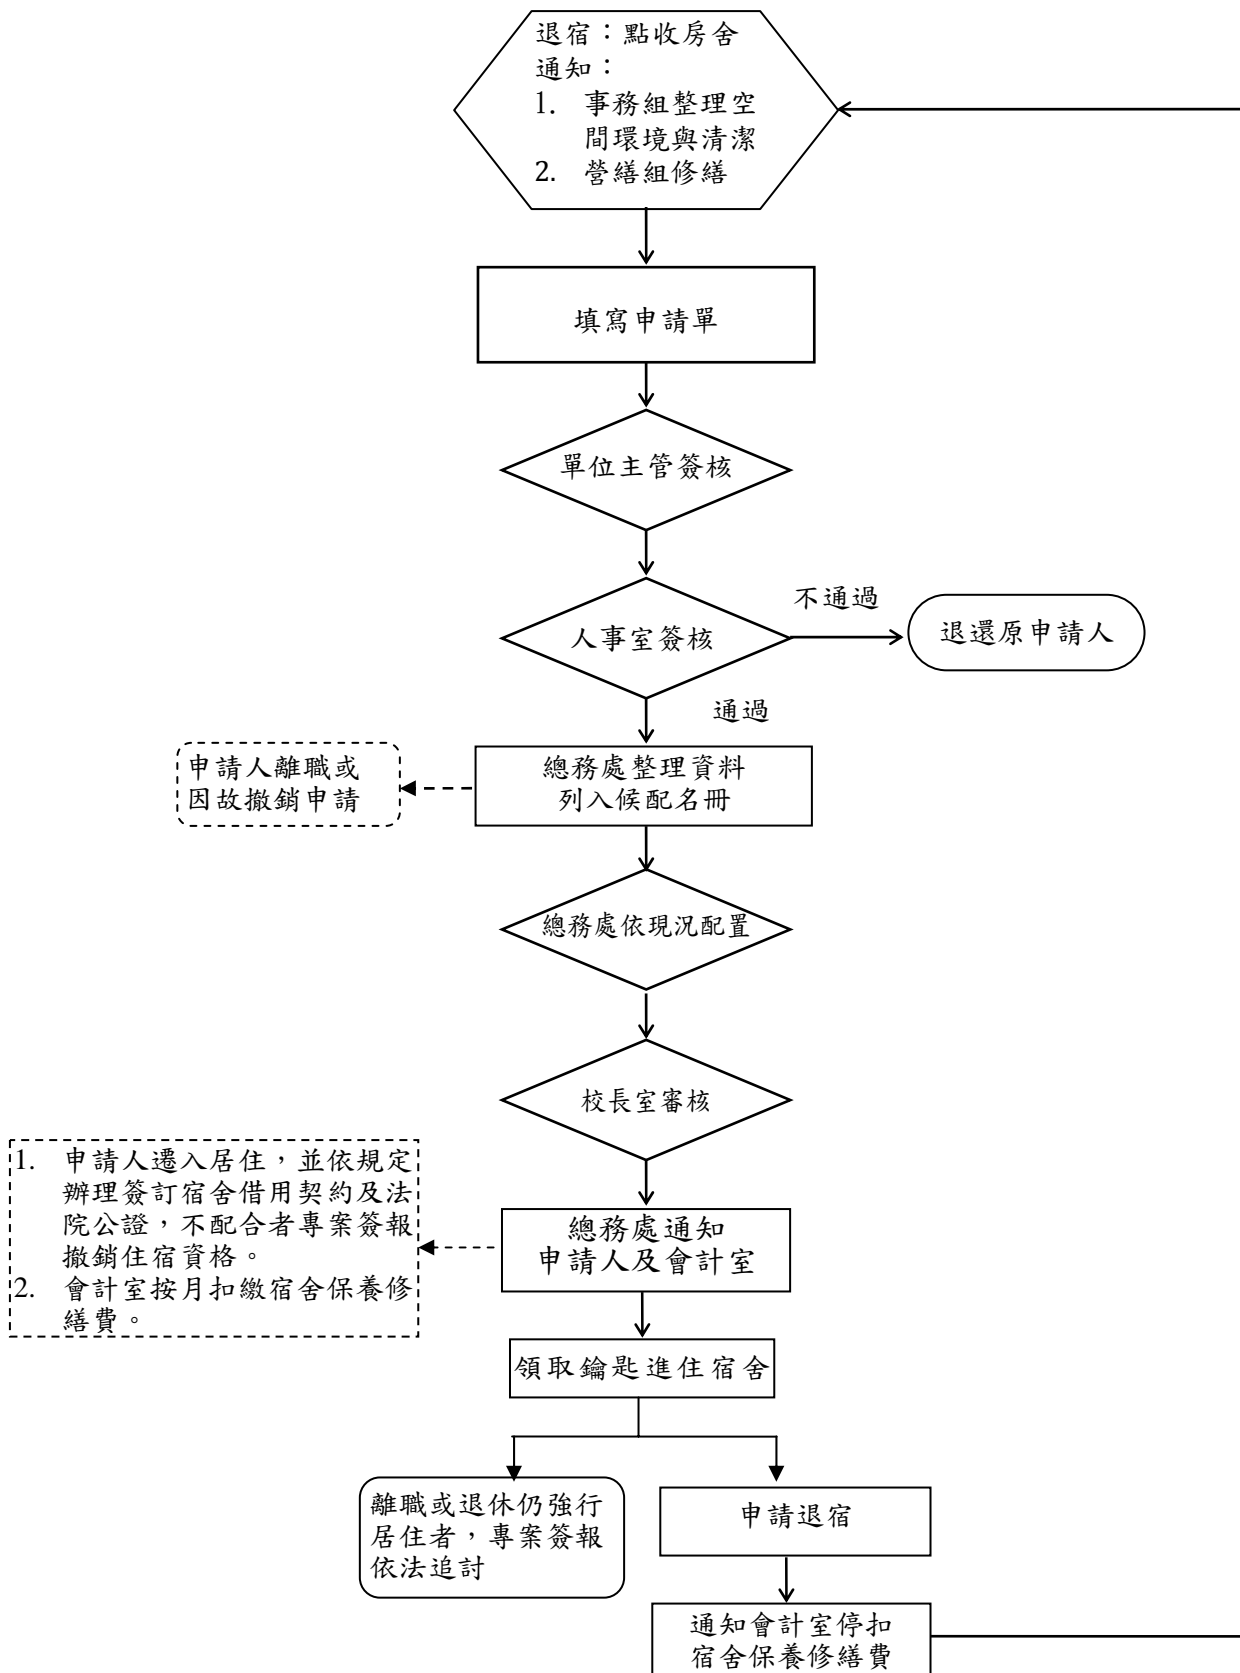 退宿：點收房舍
通知：
1. 事務組整理空
間環境與清潔
2. 營繕組修繕
填寫申請單
單位主管簽核
人事室簽核
不通過
退還原申請人
通過
申請人離職或
因故撤銷申請
總務處整理資料
列入候配名冊
總務處依現況配置
校長室審核
1. 申請人遷入居住，並依規定
辦理簽訂宿舍借用契約及法
院公證，不配合者專案簽報
撤銷住宿資格。
2. 會計室按月扣繳宿舍保養修
繕費。
總務處通知
申請人及會計室
領取鑰匙進住宿舍
離職或退休仍強行
居住者，專案簽報
依法追討
申請退宿
通知會計室停扣
宿舍保養修繕費